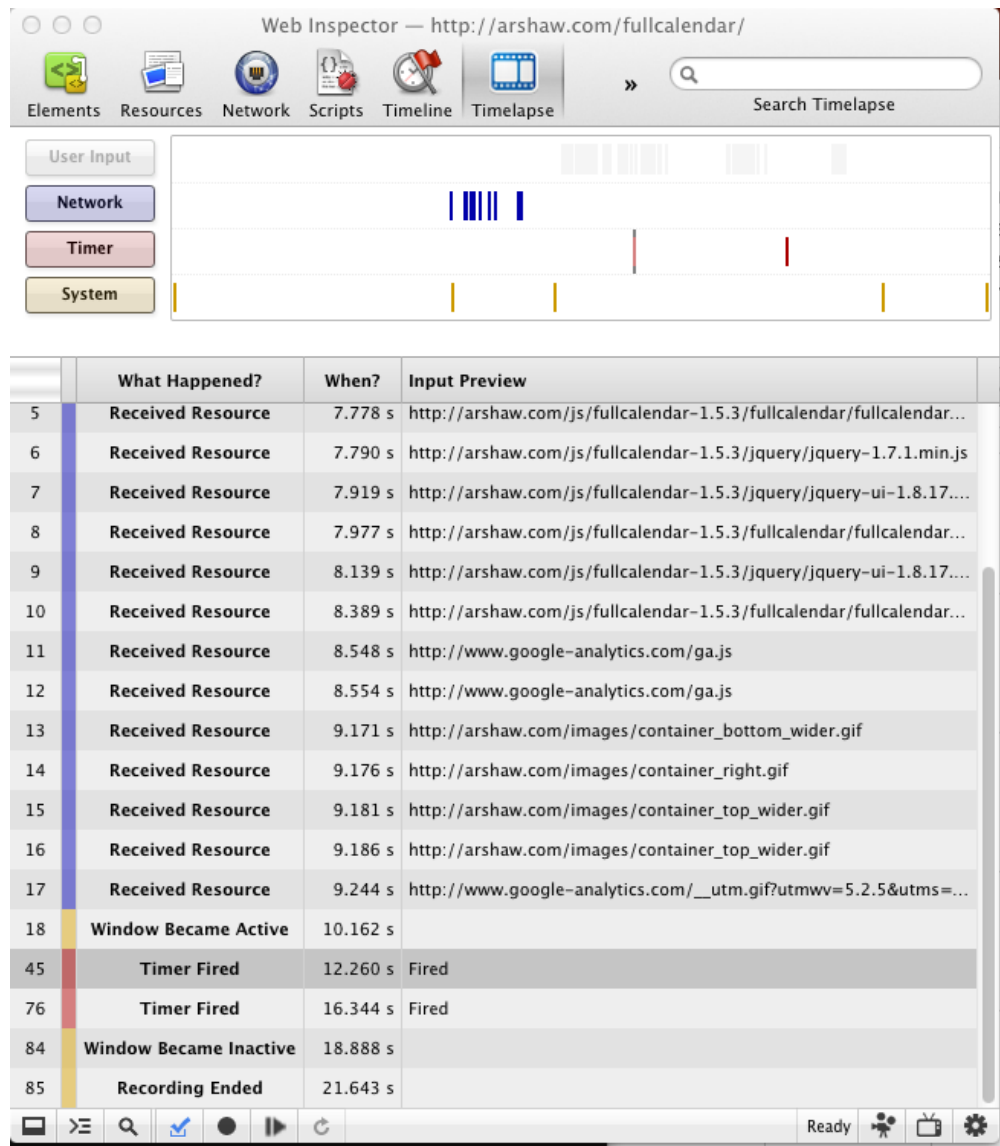 Web Inspector — http://arshaw.com/fullcalendar/
Elements Resources Network Scripts Timeline Timelapse » Search Timelapse
User Input
Network
Timer
System
What Happened? When? Input Preview
5 Received Resource 7.778 s http://arshaw.com/js/fullcalendar-1.5.3/fullcalendar/fullcalendar...
6 Received Resource 7.790 s http://arshaw.com/js/fullcalendar-1.5.3/jquery/jquery-1.7.1.min.js
7 Received Resource 7.919 s http://arshaw.com/js/fullcalendar-1.5.3/jquery/jquery-ui-1.8.17....
8 Received Resource 7.977 s http://arshaw.com/js/fullcalendar-1.5.3/fullcalendar/fullcalendar...
9 Received Resource 8.139 s http://arshaw.com/js/fullcalendar-1.5.3/jquery/jquery-ui-1.8.17....
10 Received Resource 8.389 s http://arshaw.com/js/fullcalendar-1.5.3/fullcalendar/fullcalendar...
11 Received Resource 8.548 s http://www.google-analytics.com/ga.js
12 Received Resource 8.554 s http://www.google-analytics.com/ga.js
13 Received Resource 9.171 s http://arshaw.com/images/container_bottom_wider.gif
14 Received Resource 9.176 s http://arshaw.com/images/container_right.gif
15 Received Resource 9.181 s http://arshaw.com/images/container_top_wider.gif
16 Received Resource 9.186 s http://arshaw.com/images/container_top_wider.gif
17 Received Resource 9.244 s http://www.google-analytics.com/__utm.gif?utmwv=5.2.5&utms=...
18 Window Became Active 10.162 s
45 Timer Fired 12.260 s Fired
76 Timer Fired 16.344 s Fired
84 Window Became Inactive 18.888 s
85 Recording Ended 21.643 s
Ready